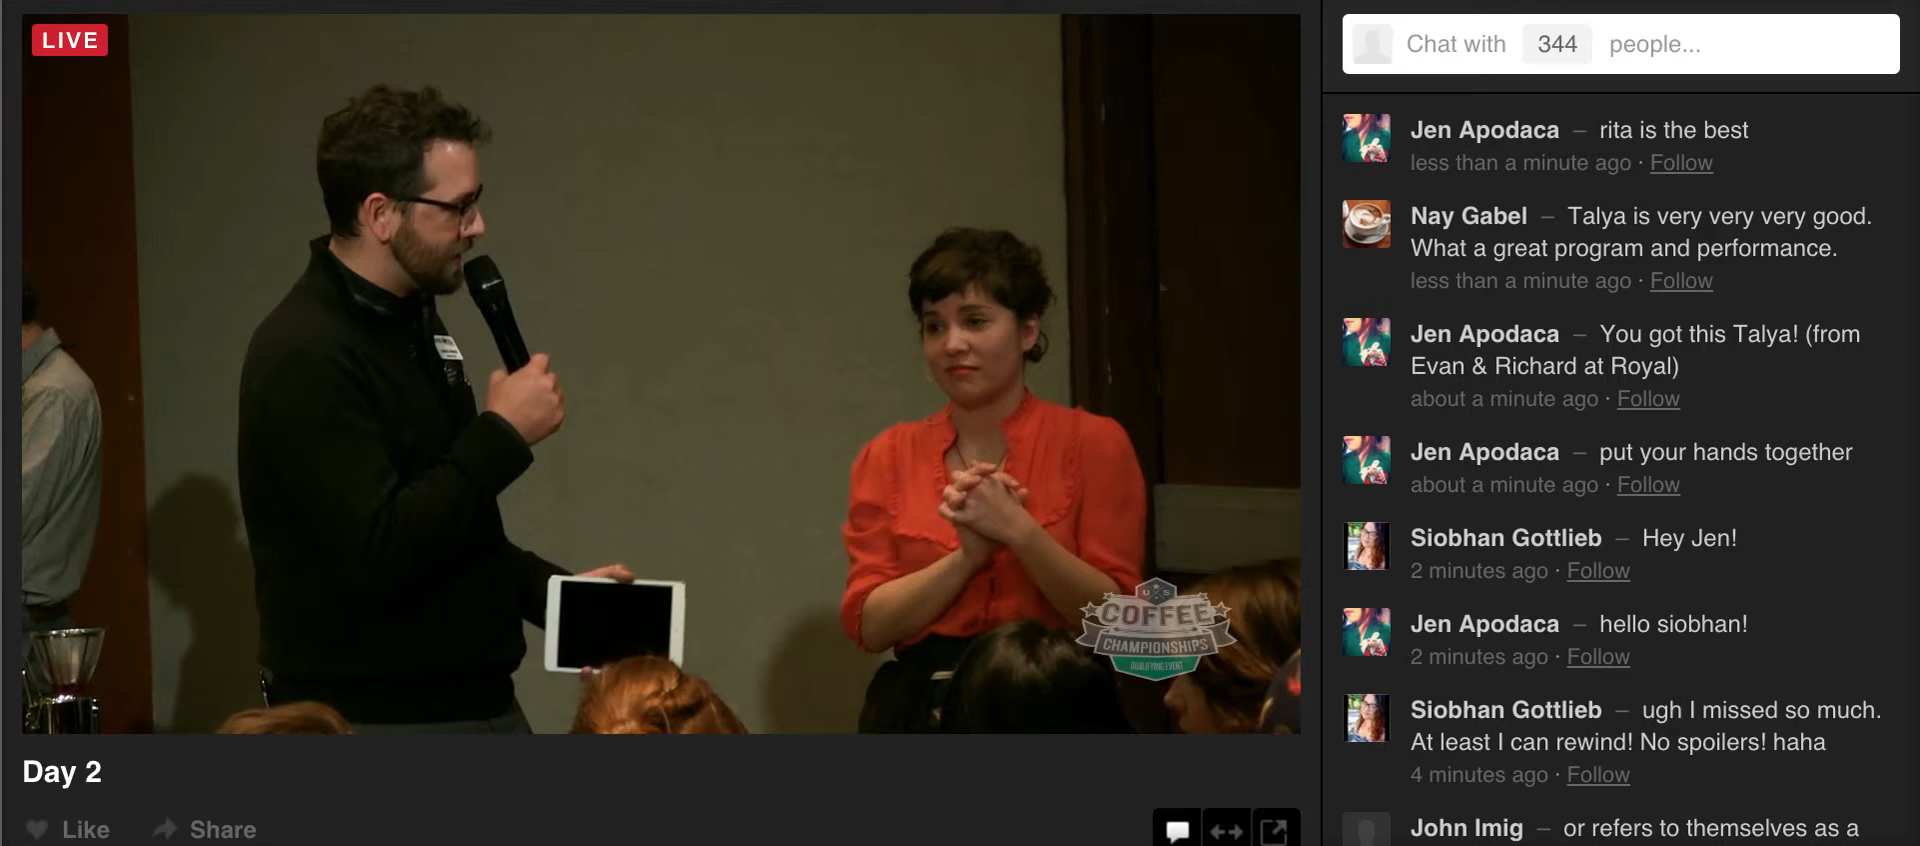 LIVE
U S
COFFEE
CHAMPIONSHIPS
QUALIFYING EVENT
Day 2
Like
Share
Chat with 344 people...
Jen Apodaca – rita is the best
less than a minute ago · Follow
Nay Gabel – Talya is very very very good.
What a great program and performance.
less than a minute ago · Follow
Jen Apodaca – You got this Talya! (from
Evan & Richard at Royal)
about a minute ago · Follow
Jen Apodaca – put your hands together
about a minute ago · Follow
Siobhan Gottlieb – Hey Jen!
2 minutes ago · Follow
Jen Apodaca – hello siobhan!
2 minutes ago · Follow
Siobhan Gottlieb – ugh I missed so much.
At least I can rewind! No spoilers! haha
4 minutes ago · Follow
John Imig – or refers to themselves as a